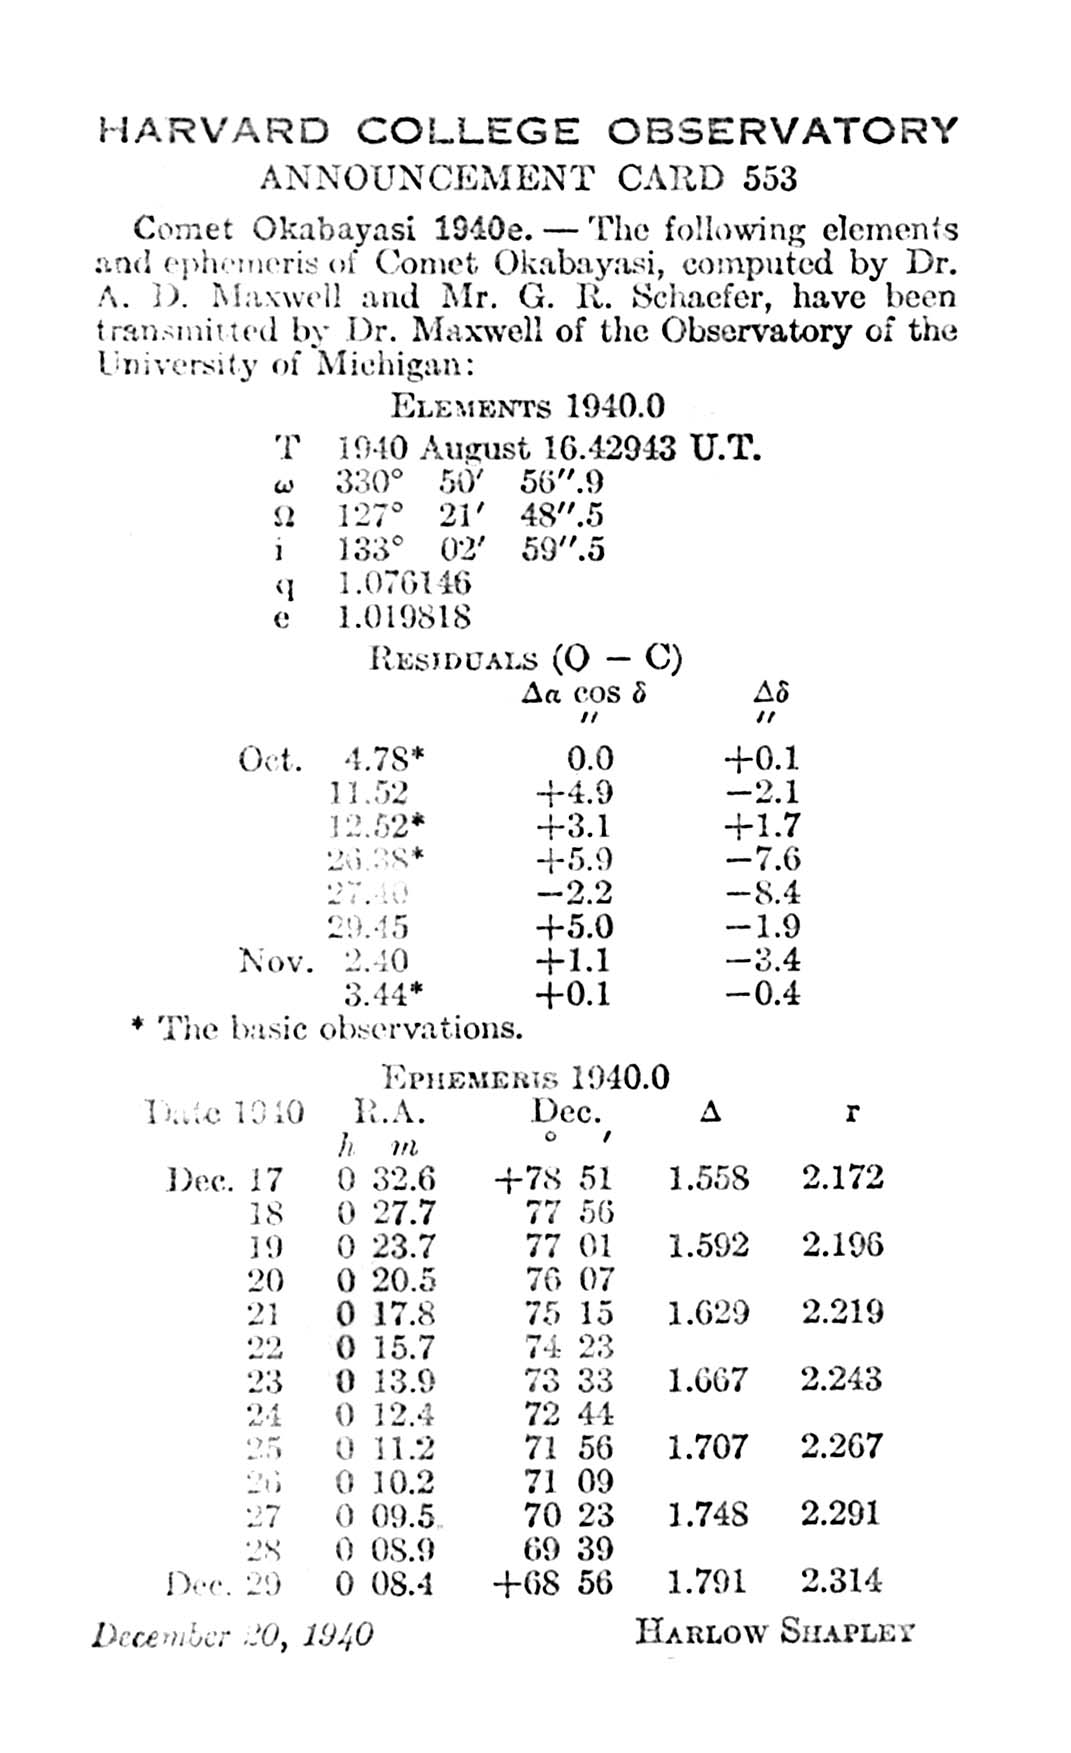 HARVARD COLLEGE OBSERVATORY
ANNOUNCEMENT CARD 553
Comet Okabayasi 1940e. — The following elements
and ephemeris of Comet Okabayasi, computed by Dr.
A. D. Maxwell and Mr. G. R. Schaefer, have been
transmitted by Dr. Maxwell of the Observatory of the
University of Michigan:
ELEMENTS 1940.0
T 1940 August 16.42943 U.T.
ω 330° 50′ 56″.9
Ω 127° 21′ 48″.5
i 133° 02′ 59″.5
q 1.076146
e 1.019818
RESIDUALS (O − C)
Δα cos δ Δδ
″ ″
Oct. 4.78* 0.0 +0.1
11.52 +4.9 −2.1
12.52* +3.1 +1.7
26.38* +5.9 −7.6
27.40 −2.2 −8.4
29.45 +5.0 −1.9
Nov. 2.40 +1.1 −3.4
3.44* +0.1 −0.4
* The basic observations.
EPHEMERIS 1940.0
Date 1940 R.A. Dec. Δ r
h m ° ′
Dec. 17 0 32.6 +78 51 1.558 2.172
18 0 27.7 77 56
19 0 23.7 77 01 1.592 2.196
20 0 20.5 76 07
21 0 17.8 75 15 1.629 2.219
22 0 15.7 74 23
23 0 13.9 73 33 1.667 2.243
24 0 12.4 72 44
25 0 11.2 71 56 1.707 2.267
26 0 10.2 71 09
27 0 09.5 70 23 1.748 2.291
28 0 08.9 69 39
Dec. 29 0 08.4 +68 56 1.791 2.314
December 20, 1940 HARLOW SHAPLEY